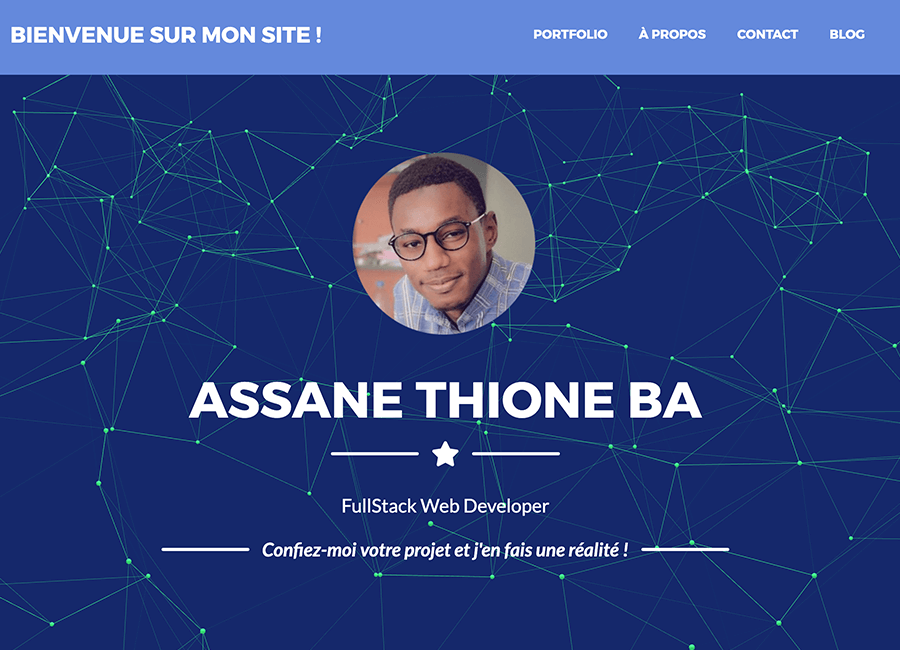 BIENVENUE SUR MON SITE !
PORTFOLIO
À PROPOS
CONTACT
BLOG
ASSANE THIONE BA
FullStack Web Developer
Confiez-moi votre projet et j'en fais une réalité !